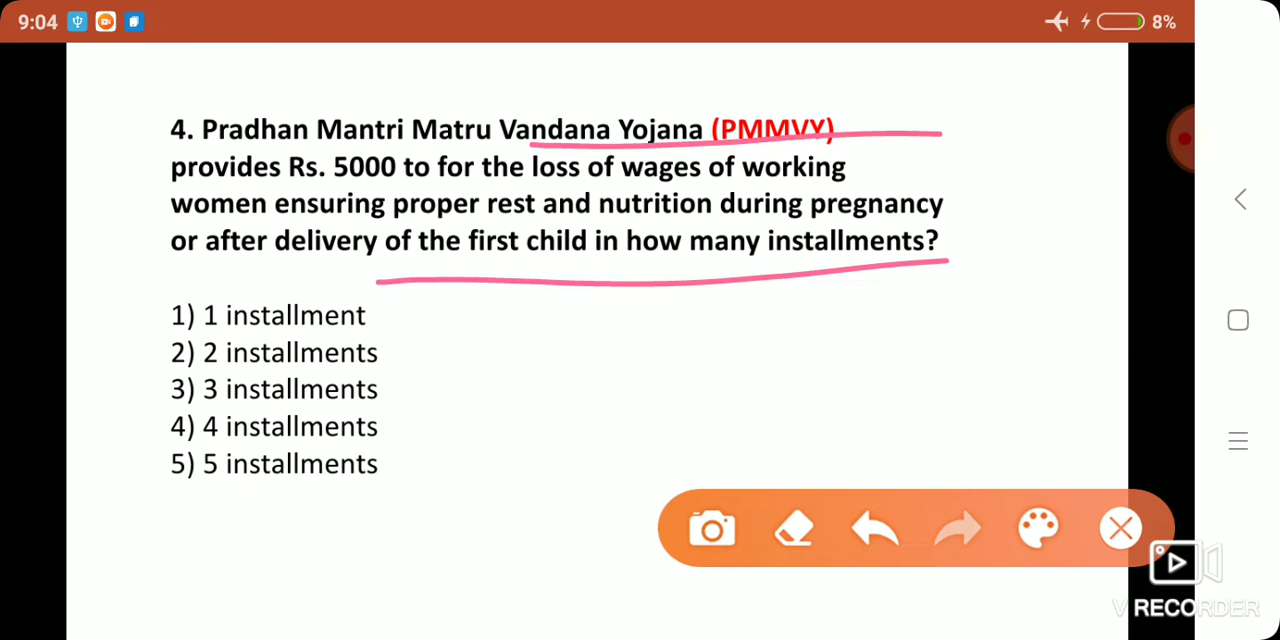 9:04
8%
4. Pradhan Mantri Matru Vandana Yojana (PMMVY)
provides Rs. 5000 to for the loss of wages of working
women ensuring proper rest and nutrition during pregnancy
or after delivery of the first child in how many installments?
1) 1 installment
2) 2 installments
3) 3 installments
4) 4 installments
5) 5 installments
V RECORDER